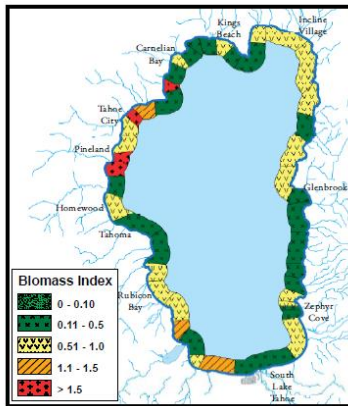 Kings
Beach
Incline
Village
Carnelian
Bay
Tahoe
City
Pineland
Glenbrook
Homewood
Tahoma
Rubicon
Bay
Zephyr
Cove
South
Lake
Tahoe
Biomass Index
0 - 0.10
0.11 - 0.5
0.51 - 1.0
1.1 - 1.5
> 1.5